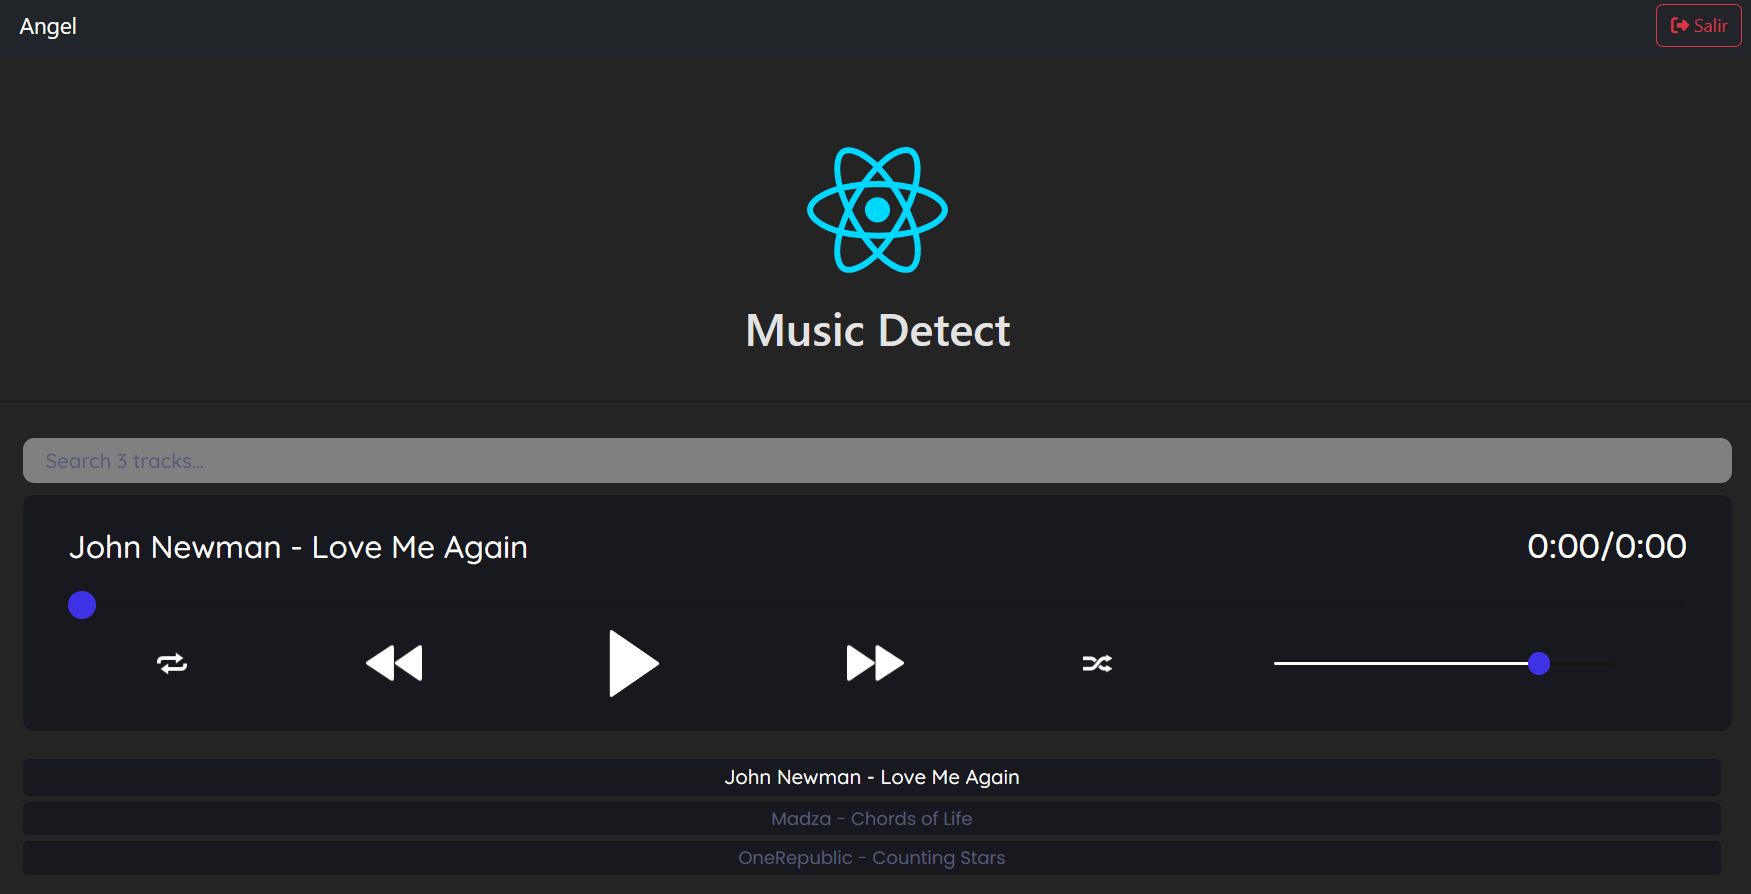 Angel
Salir
Music Detect
Search 3 tracks...
John Newman - Love Me Again
0:00/0:00
John Newman - Love Me Again
Madza - Chords of Life
OneRepublic - Counting Stars